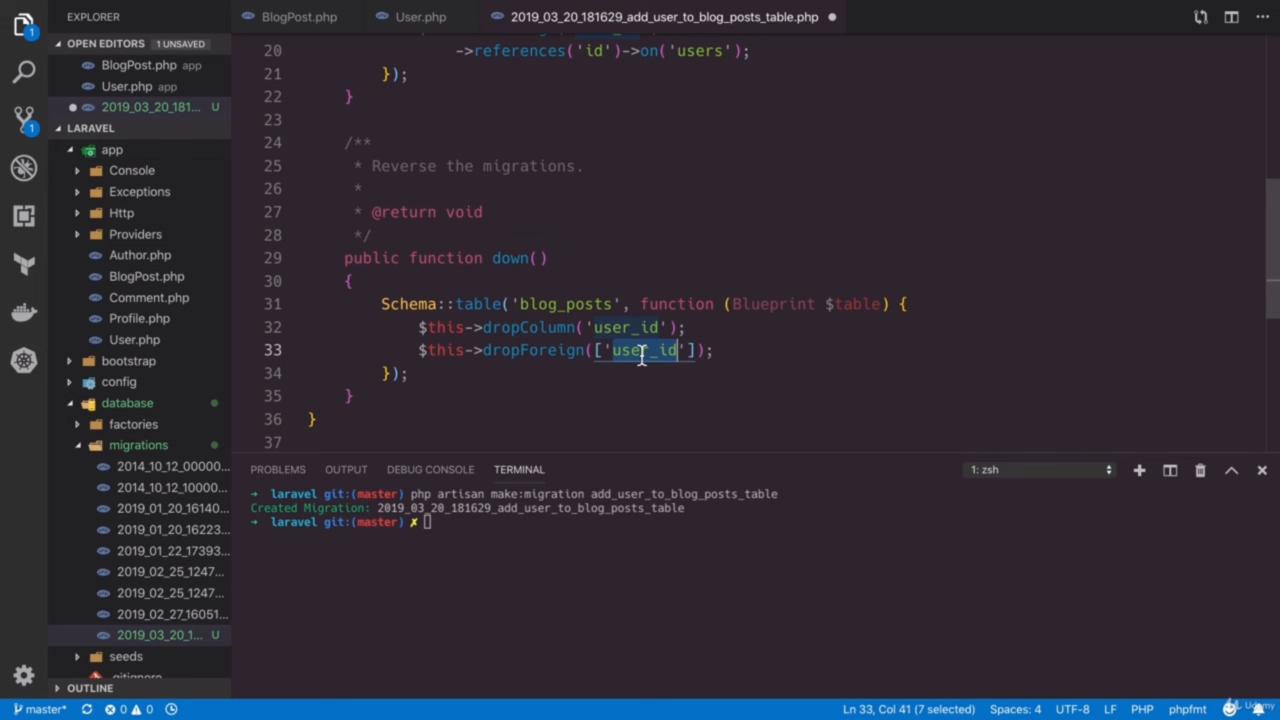 EXPLORER
BlogPost.php
User.php
2019_03_20_181629_add_user_to_blog_posts_table.php
OPEN EDITORS 1 UNSAVED
BlogPost.php app
User.php app
2019_03_20_181... U
LARAVEL
app
Console
Exceptions
Http
Providers
Author.php
BlogPost.php
Comment.php
Profile.php
User.php
bootstrap
config
database
factories
migrations
2014_10_12_00000...
2014_10_12_10000...
2019_01_20_16140...
2019_01_20_16223...
2019_01_22_17393...
2019_02_25_1247...
2019_02_25_1247...
2019_02_27_16051...
2019_03_20_1... U
seeds
.gitignore
OUTLINE
20 ->references('id')->on('users');
21 });
22 }
23
24 /**
25 * Reverse the migrations.
26 *
27 * @return void
28 */
29 public function down()
30 {
31 Schema::table('blog_posts', function (Blueprint $table) {
32 $this->dropColumn('user_id');
33 $this->dropForeign(['user_id']);
34 });
35 }
36 }
37
PROBLEMS OUTPUT DEBUG CONSOLE TERMINAL 1: zsh
→ laravel git:(master) php artisan make:migration add_user_to_blog_posts_table
Created Migration: 2019_03_20_181629_add_user_to_blog_posts_table
→ laravel git:(master) ✗
master* 0 0 Ln 33, Col 41 (7 selected) Spaces: 4 UTF-8 LF PHP phpfmt
Udemy